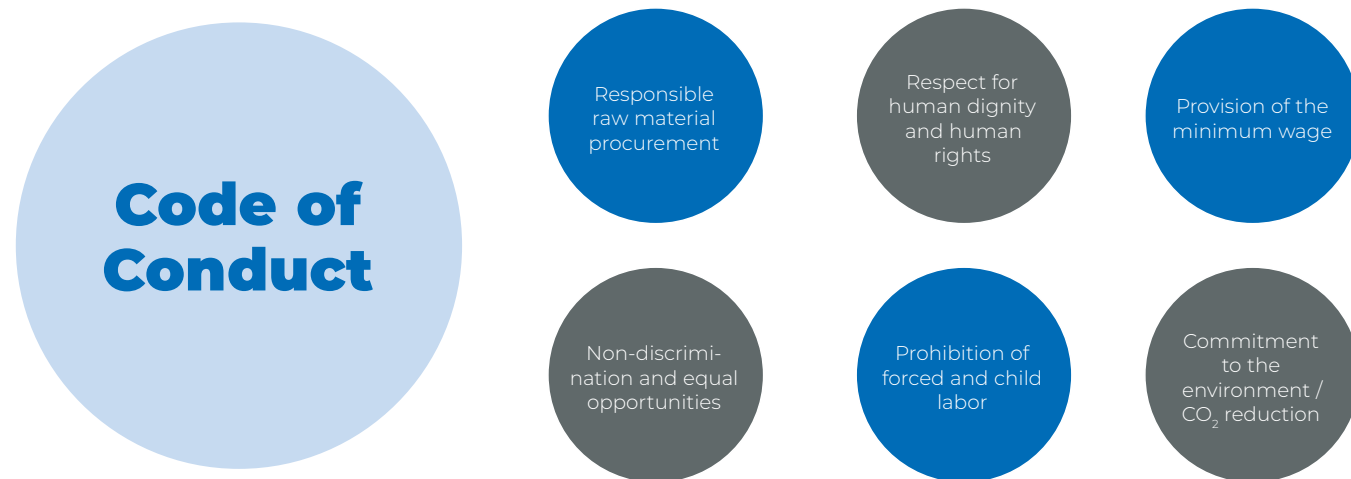 Code of
Conduct
Responsible
raw material
procurement
Respect for
human dignity
and human
rights
Provision of the
minimum wage
Non-discrimi-
nation and equal
opportunities
Prohibition of
forced and child
labor
Commitment
to the
environment /
CO₂ reduction